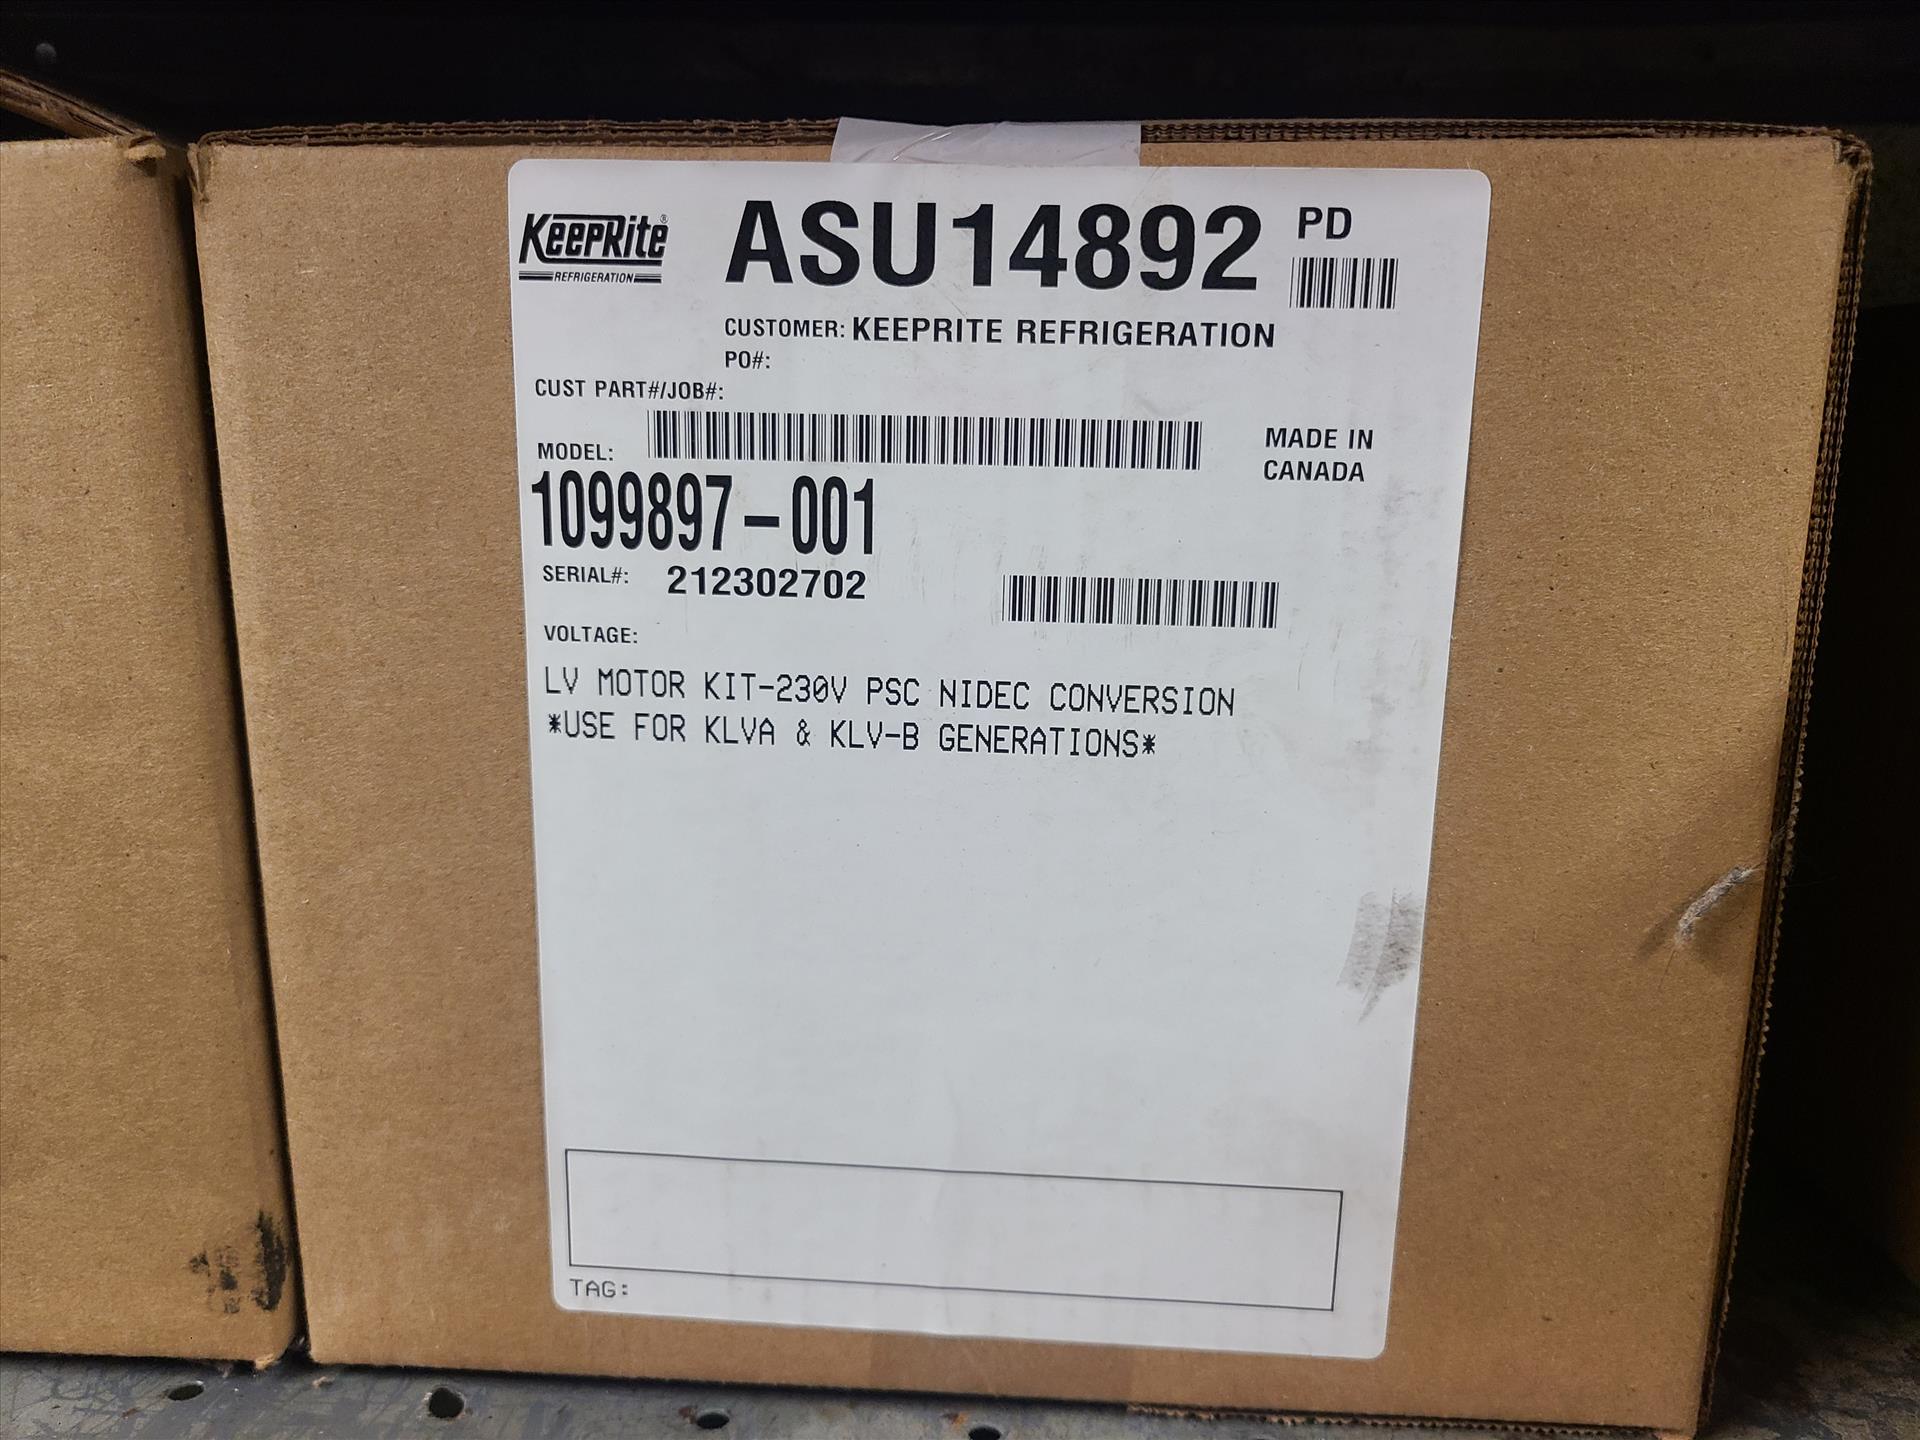 KeepRite®
REFRIGERATION
ASU14892 PD
CUSTOMER: KEEPRITE REFRIGERATION
PO#:
CUST PART#/JOB#:
MODEL:
MADE IN
CANADA
1099897-001
SERIAL#: 212302702
VOLTAGE:
LV MOTOR KIT-230V PSC NIDEC CONVERSION
*USE FOR KLVA & KLV-B GENERATIONS*
TAG: